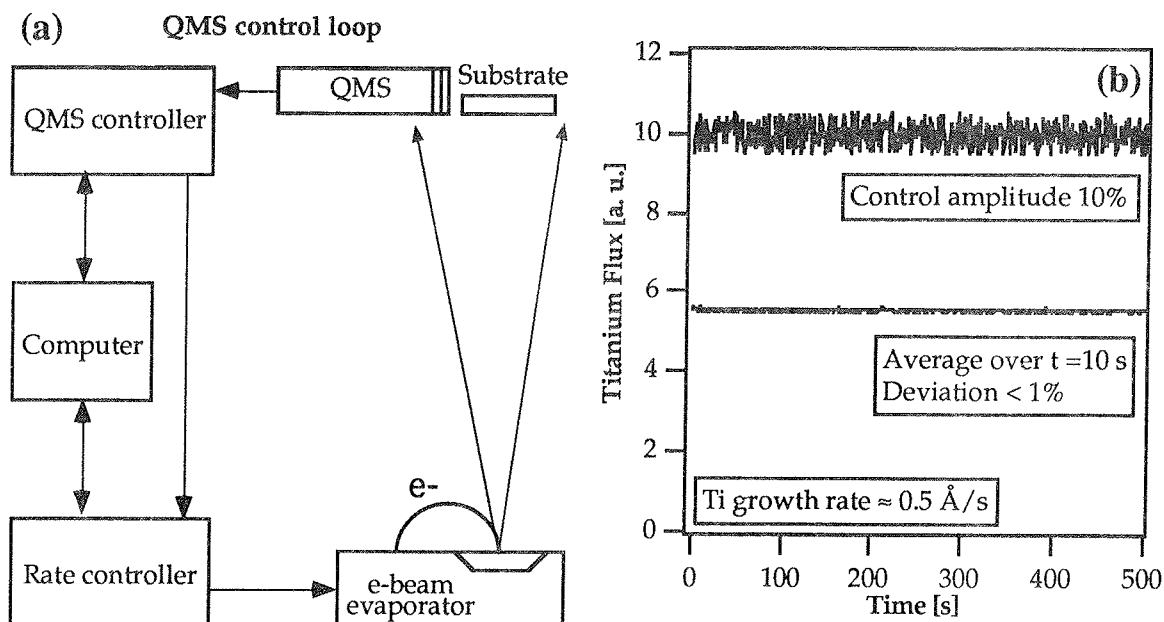 (a)
QMS control loop
QMS controller
QMS
Substrate
Computer
Rate controller
e-
e-beam
evaporator
(b)
Titanium Flux [a. u.]
12
10
8
6
4
2
0
Control amplitude 10%
Average over t =10 s
Deviation < 1%
Ti growth rate ≈ 0.5 Å/s
0 100 200 300 400 500
Time [s]